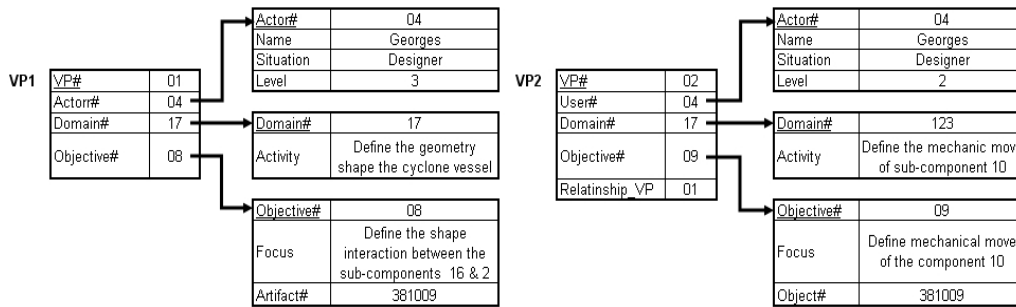 VP1
VP# 01
Actorr# 04
Domain# 17
Objective# 08
Actor# 04
Name Georges
Situation Designer
Level 3
Domain# 17
Activity Define the geometry
shape the cyclone vessel
Objective# 08
Focus Define the shape
interaction between the
sub-components 16 & 2
Artifact# 381009
VP2
VP# 02
User# 04
Domain# 17
Objective# 09
Relatinship_VP 01
Actor# 04
Name Georges
Situation Designer
Level 2
Domain# 123
Activity Define the mechanic mov
of sub-component 10
Objective# 09
Focus Define mechanical move
of the component 10
Object# 381009